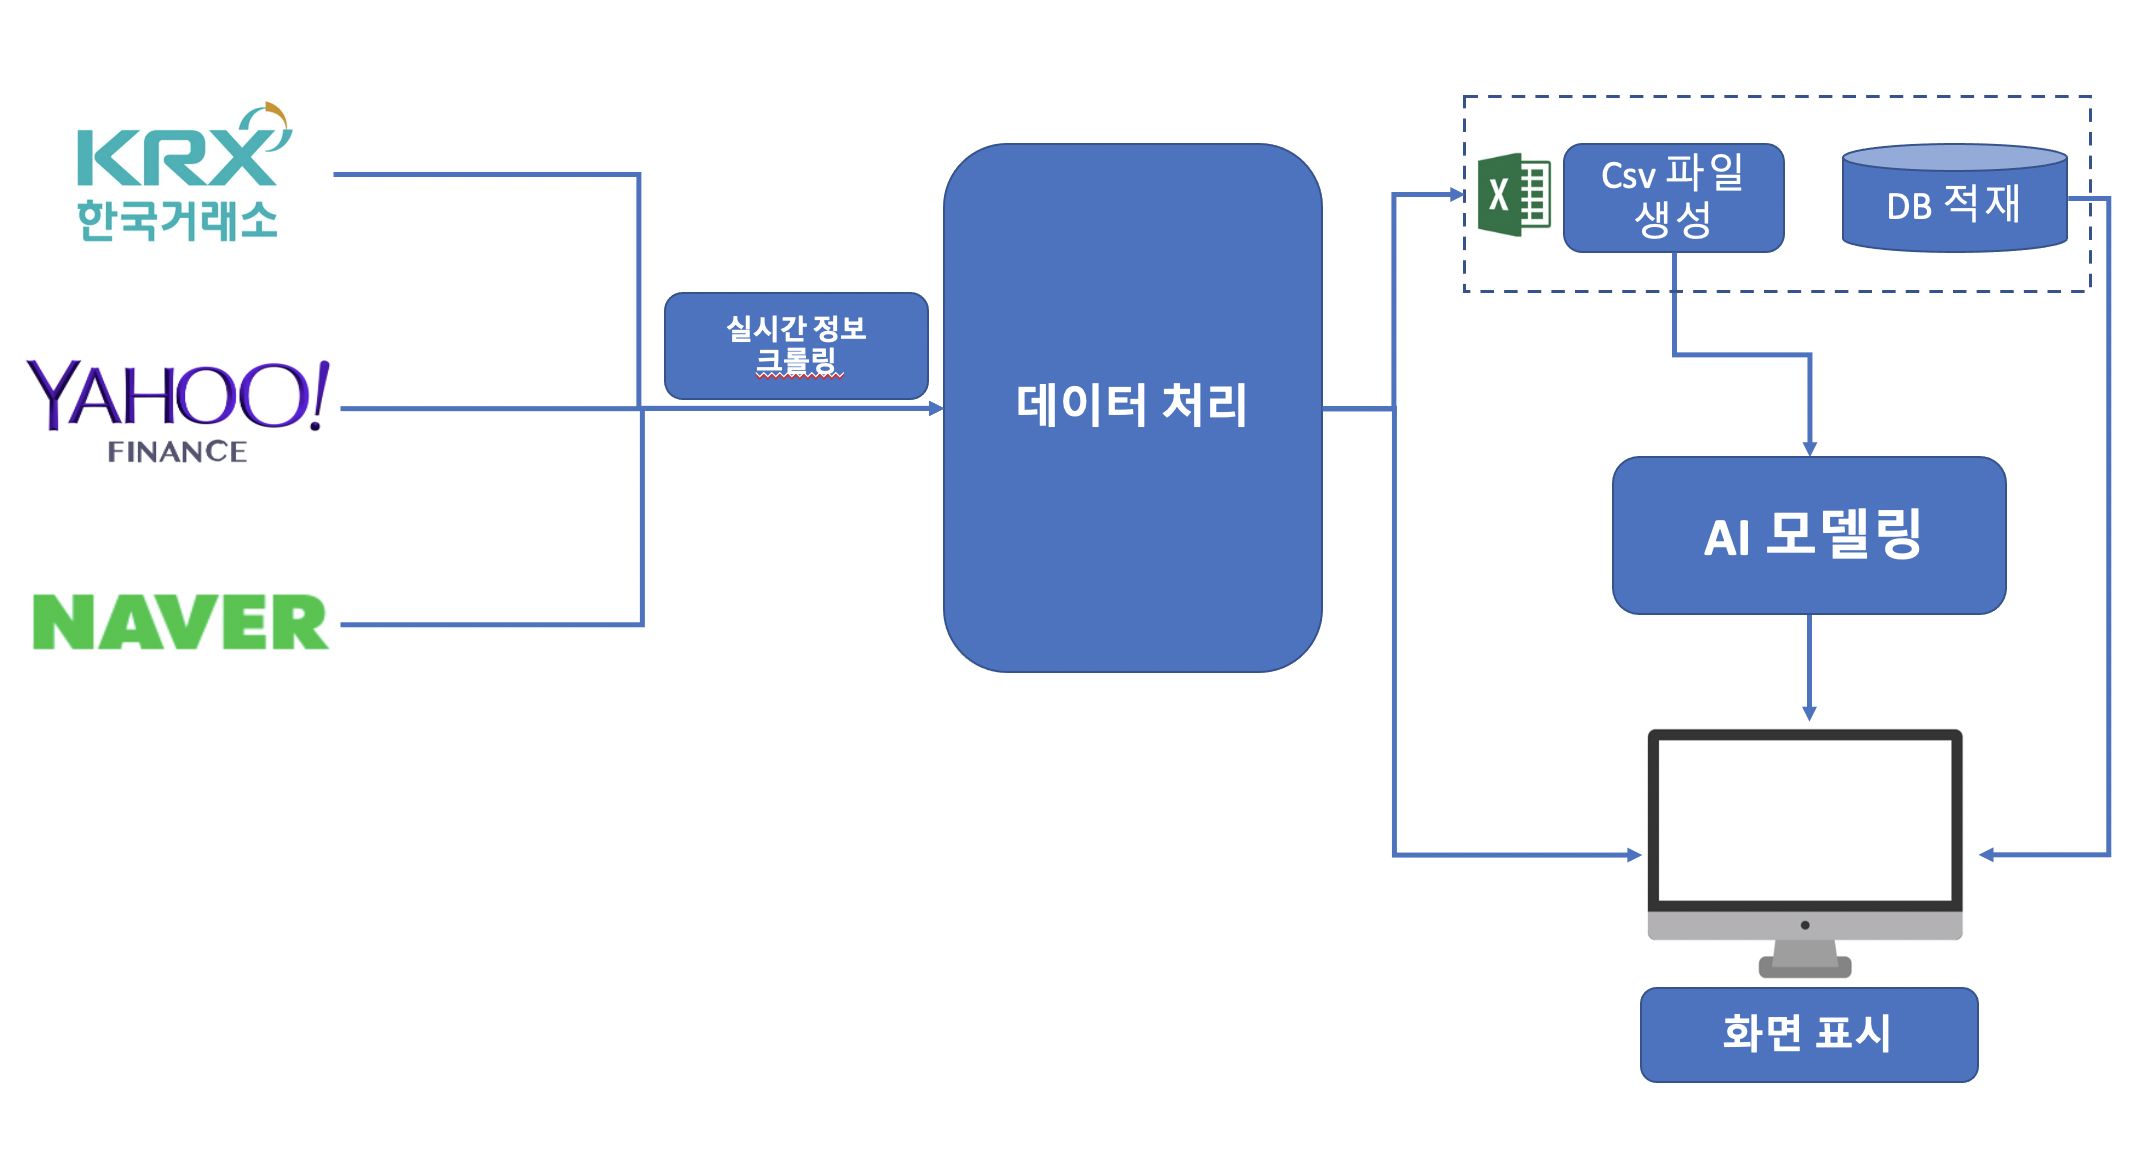 KRX
한국거래소
YAHOO!
FINANCE
NAVER
실시간 정보
크롤링
데이터 처리
X
Csv 파일
생성
DB 적재
AI 모델링
화면 표시